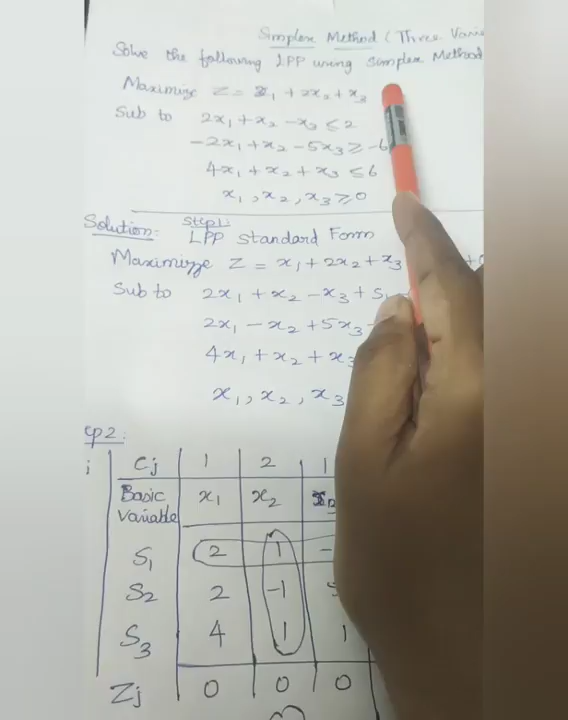 Simplex Method (Three Varia
Solve the following LPP using Simplex Method
Maximize Z = x₁ + 2x₂ + x₃
Sub to 2x₁ + x₂ - x₃ ≤ 2
-2x₁ + x₂ - 5x₃ ≥ -6
4x₁ + x₂ + x₃ ≤ 6
x₁, x₂, x₃ ≥ 0
Solution: Step1:
LPP Standard Form
Maximize Z = x₁ + 2x₂ + x₃
Sub to 2x₁ + x₂ - x₃ + S₁
2x₁ - x₂ + 5x₃
4x₁ + x₂ + x₃
x₁, x₂, x₃
ep2:
i Cj 1 2 1
Basic Variable x₁ x₂
S₁ 2 1 -
S₂ 2 -1
S₃ 4 1 1
Zj 0 0 0